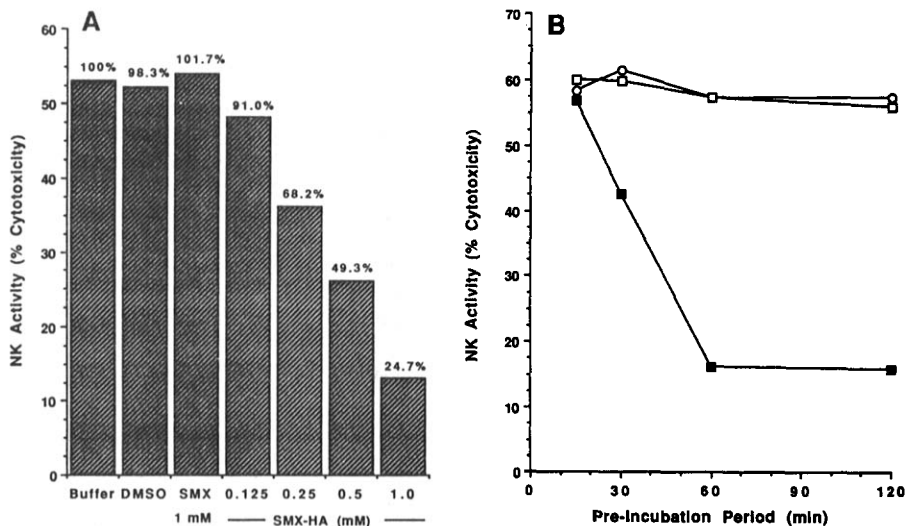 A
NK Activity (% Cytotoxicity)
60
50
40
30
20
10
0
100%
98.3%
101.7%
91.0%
68.2%
49.3%
24.7%
Buffer DMSO SMX 0.125 0.25 0.5 1.0
1 mM SMX-HA (mM)
B
NK Activity (% Cytotoxicity)
70
60
50
40
30
20
10
0
0 30 60 90 120
Pre-Incubation Period (min)